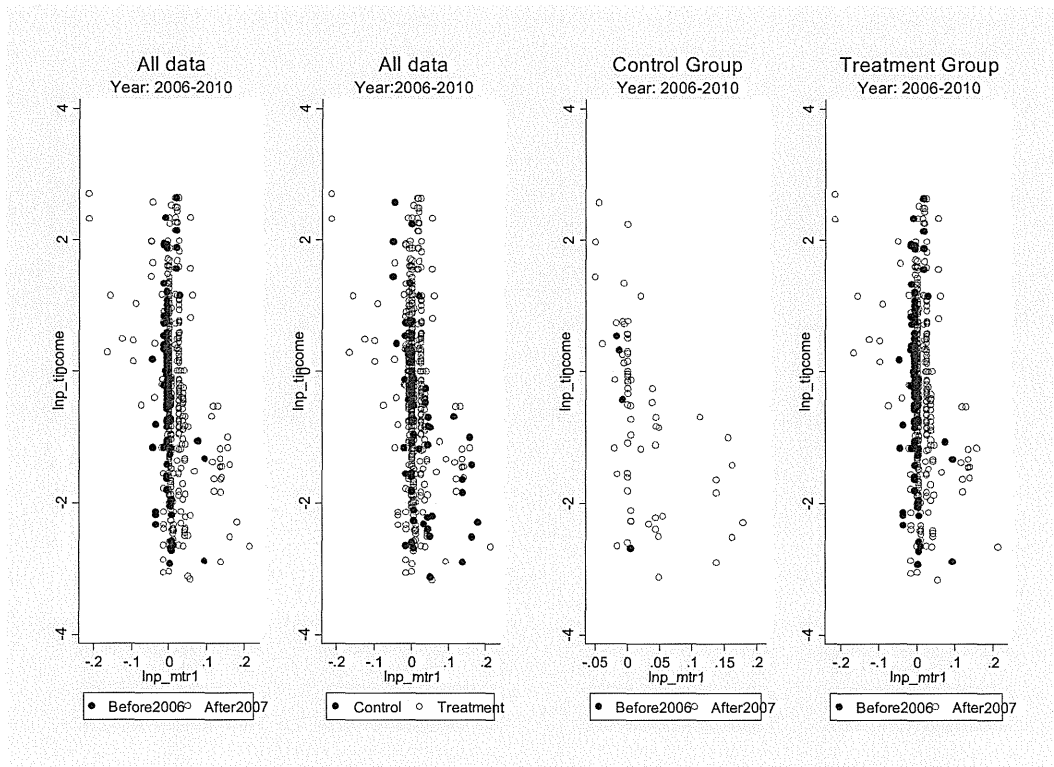 All data
Year: 2006-2010
4
2
0
-2
-4
lnp_tincome
-.2 -.1 0 .1 .2
lnp_mtr1
Before2006 After2007
All data
Year:2006-2010
4
2
0
-2
-4
lnp_tincome
-.2 -.1 0 .1 .2
lnp_mtr1
Control Treatment
Control Group
Year: 2006-2010
4
2
0
-2
-4
lnp_tincome
-.05 0 .05 .1 .15 .2
lnp_mtr1
Before2006 After2007
Treatment Group
Year: 2006-2010
4
2
0
-2
-4
lnp_tincome
-.2 -.1 0 .1 .2
lnp_mtr1
Before2006 After2007